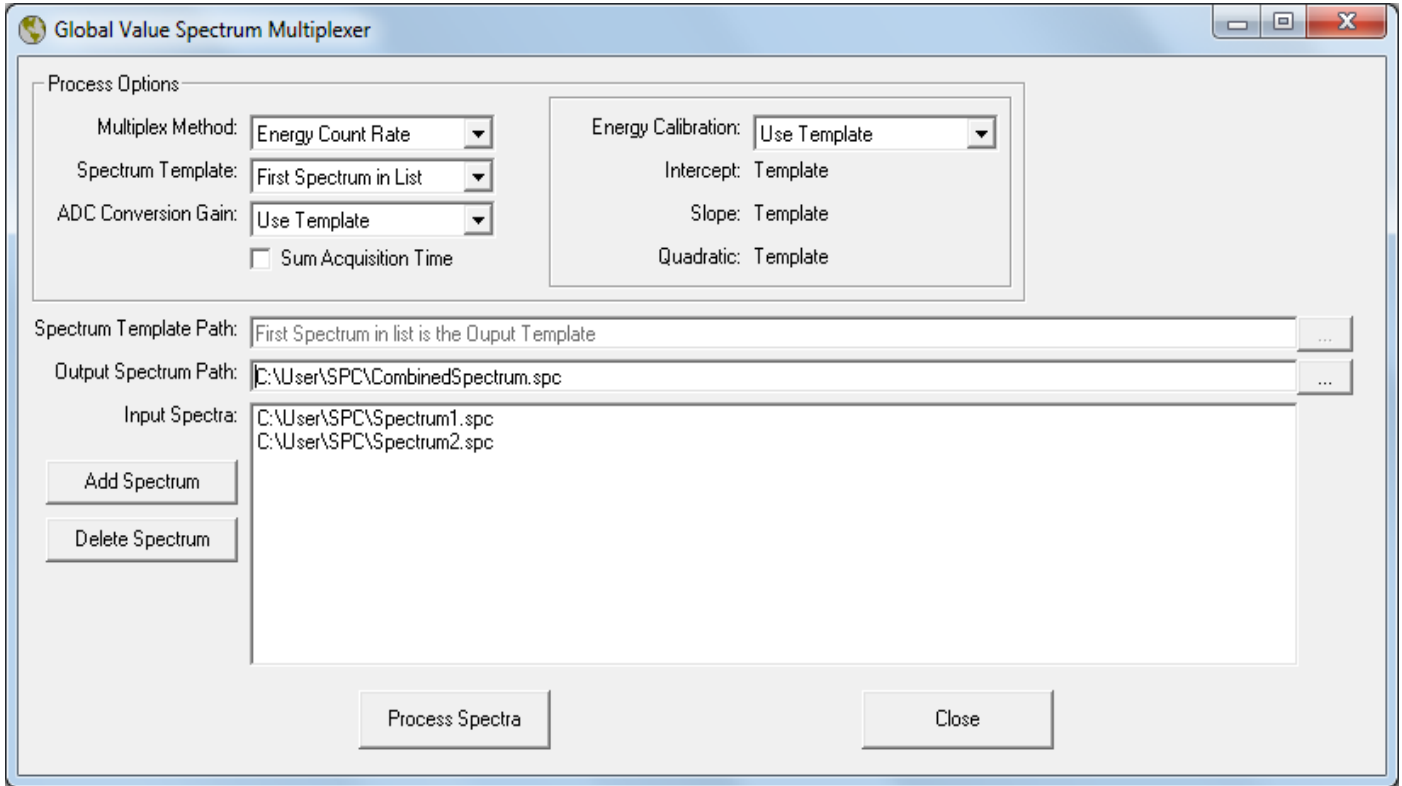 Global Value Spectrum Multiplexer
Process Options
Multiplex Method: Energy Count Rate
Energy Calibration: Use Template
Spectrum Template: First Spectrum in List
Intercept: Template
ADC Conversion Gain: Use Template
Slope: Template
Sum Acquisition Time
Quadratic: Template
Spectrum Template Path: First Spectrum in list is the Ouput Template ...
Output Spectrum Path: C:\User\SPC\CombinedSpectrum.spc ...
Input Spectra: C:\User\SPC\Spectrum1.spc
C:\User\SPC\Spectrum2.spc
Add Spectrum
Delete Spectrum
Process Spectra
Close